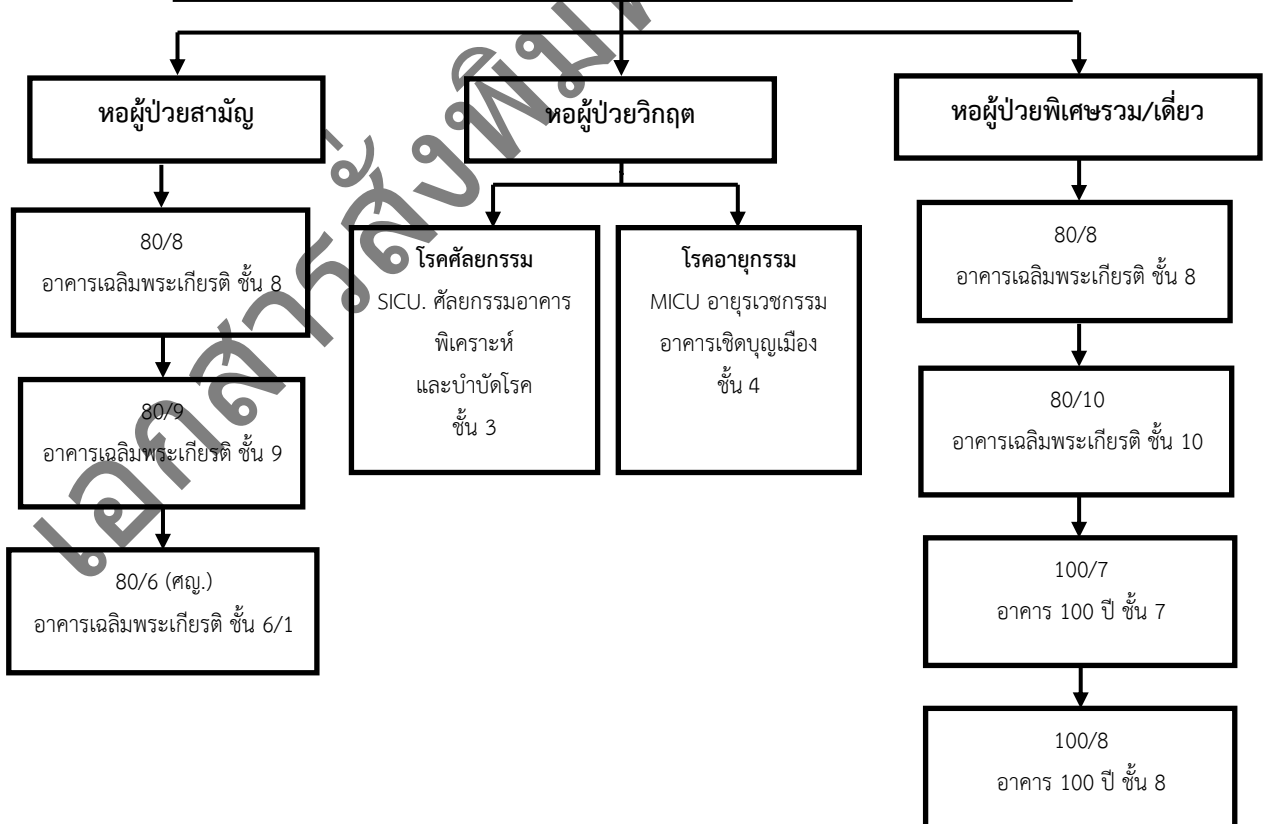 หอผู้ป่วยสามัญ
80/8
อาคารเฉลิมพระเกียรติ ชั้น 8
80/9
อาคารเฉลิมพระเกียรติ ชั้น 9
80/6 (ศญ.)
อาคารเฉลิมพระเกียรติ ชั้น 6/1
หอผู้ป่วยวิกฤต
โรคศัลยกรรม
SICU. ศัลยกรรมอาคาร
พิเคราะห์
และบำบัดโรค
ชั้น 3
โรคอายุกรรม
MICU อายุรเวชกรรม
อาคารเชิดบุญเมือง
ชั้น 4
หอผู้ป่วยพิเศษรวม/เดี่ยว
80/8
อาคารเฉลิมพระเกียรติ ชั้น 8
80/10
อาคารเฉลิมพระเกียรติ ชั้น 10
100/7
อาคาร 100 ปี ชั้น 7
100/8
อาคาร 100 ปี ชั้น 8